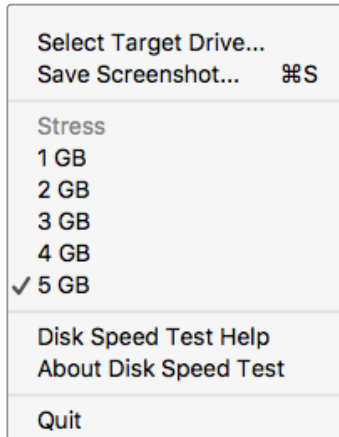 Select Target Drive...
Save Screenshot... ⌘S
Stress
1 GB
2 GB
3 GB
4 GB
✓ 5 GB
Disk Speed Test Help
About Disk Speed Test
Quit